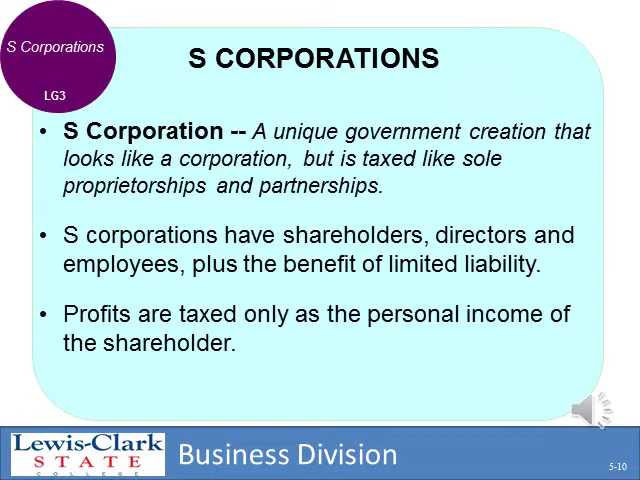 S Corporations
LG3
S CORPORATIONS
• S Corporation -- A unique government creation that
looks like a corporation, but is taxed like sole
proprietorships and partnerships.
• S corporations have shareholders, directors and
employees, plus the benefit of limited liability.
• Profits are taxed only as the personal income of
the shareholder.
Lewis-Clark
STATE
COLLEGE
Business Division
5-10